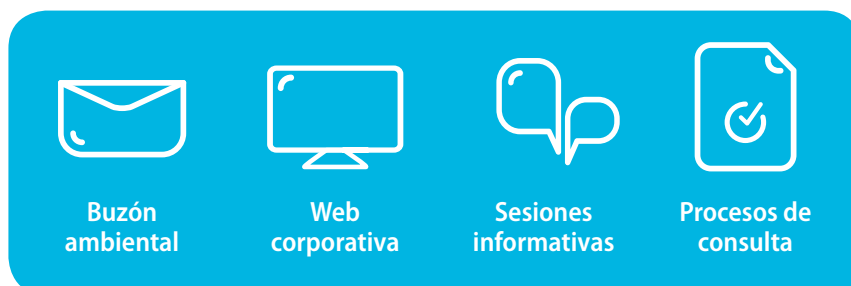 Buzón
ambiental
Web
corporativa
Sesiones
informativas
Procesos de
consulta